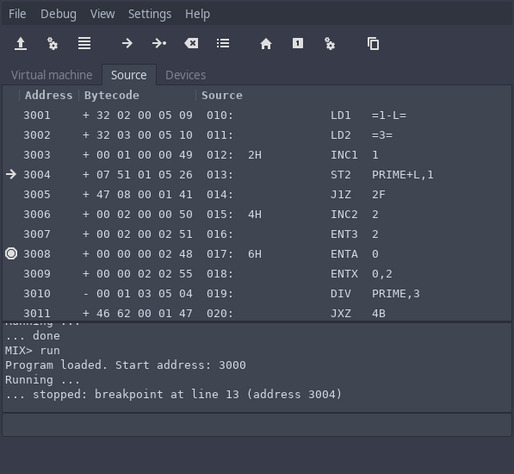 File Debug View Settings Help
1
Virtual machine Source Devices
Address Bytecode Source
3001 + 32 02 00 05 09 010: LD1 =1-L=
3002 + 32 03 00 05 10 011: LD2 =3=
3003 + 00 01 00 00 49 012: 2H INC1 1
3004 + 07 51 01 05 26 013: ST2 PRIME+L,1
3005 + 47 08 00 01 41 014: J1Z 2F
3006 + 00 02 00 00 50 015: 4H INC2 2
3007 + 00 02 00 02 51 016: ENT3 2
3008 + 00 00 00 02 48 017: 6H ENTA 0
3009 + 00 00 02 02 55 018: ENTX 0,2
3010 - 00 01 03 05 04 019: DIV PRIME,3
3011 + 46 62 00 01 47 020: JXZ 4B
Running ...
... done
MIX> run
Program loaded. Start address: 3000
Running ...
... stopped: breakpoint at line 13 (address 3004)